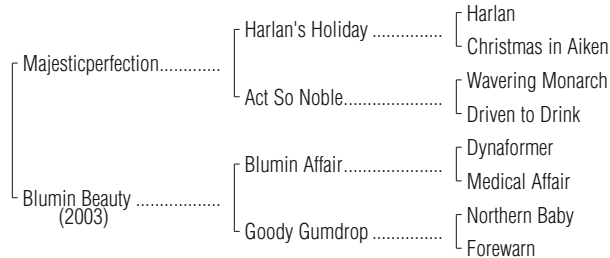 Harlan
Harlan's Holiday ................
Christmas in Aiken
Majesticperfection.............
Wavering Monarch
Act So Noble.....................
Driven to Drink
Dynaformer
Blumin Affair.....................
Medical Affair
Blumin Beauty ..................
(2003)
Northern Baby
Goody Gumdrop ...............
Forewarn